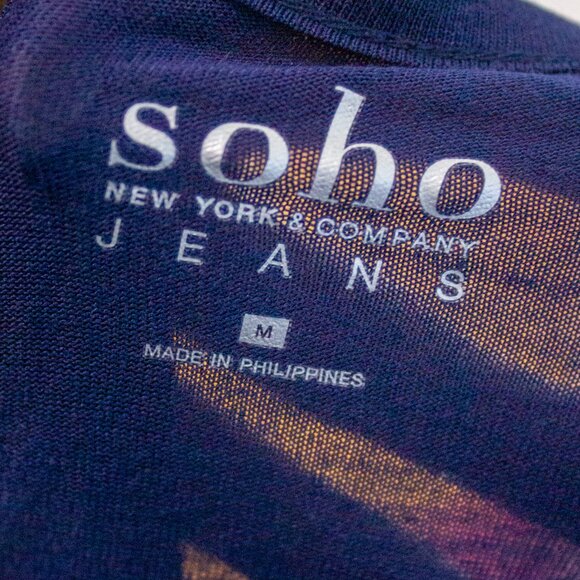 soho
NEW YORK & COMPANY
JEANS
M
MADE IN PHILIPPINES